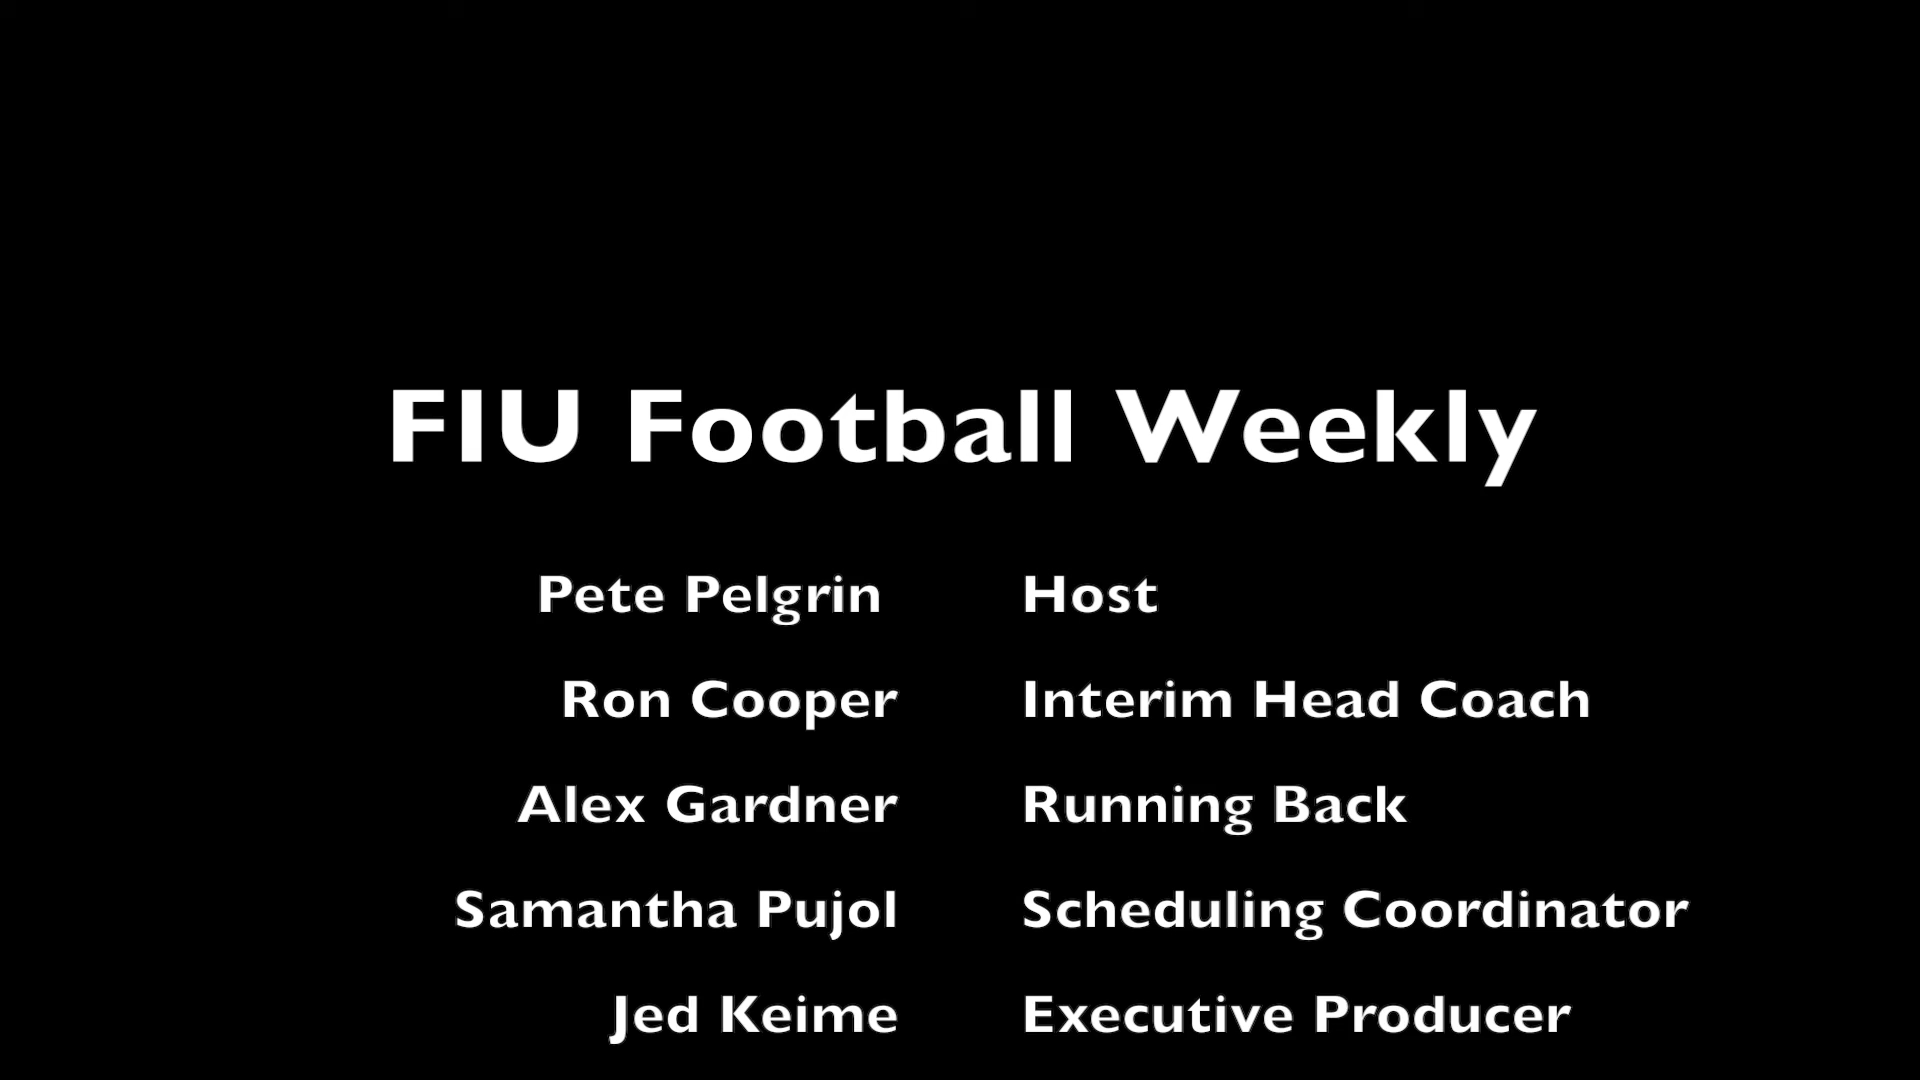 FIU Football Weekly
Pete Pelgrin Host
Ron Cooper Interim Head Coach
Alex Gardner Running Back
Samantha Pujol Scheduling Coordinator
Jed Keime Executive Producer